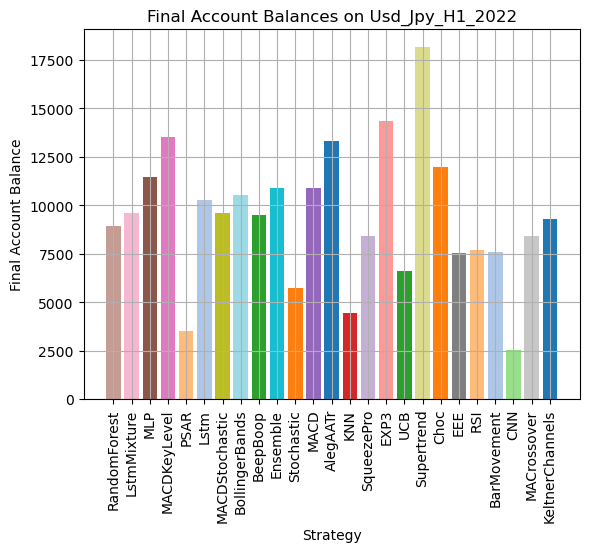 Final Account Balances on Usd_Jpy_H1_2022
Final Account Balance
17500
15000
12500
10000
7500
5000
2500
0
RandomForest
LstmMixture
MLP
MACDKeyLevel
PSAR
Lstm
MACDStochastic
BollingerBands
BeepBoop
Ensemble
Stochastic
MACD
AlegAATr
KNN
SqueezePro
EXP3
UCB
Supertrend
Choc
EEE
RSI
BarMovement
CNN
MACrossover
KeltnerChannels
Strategy